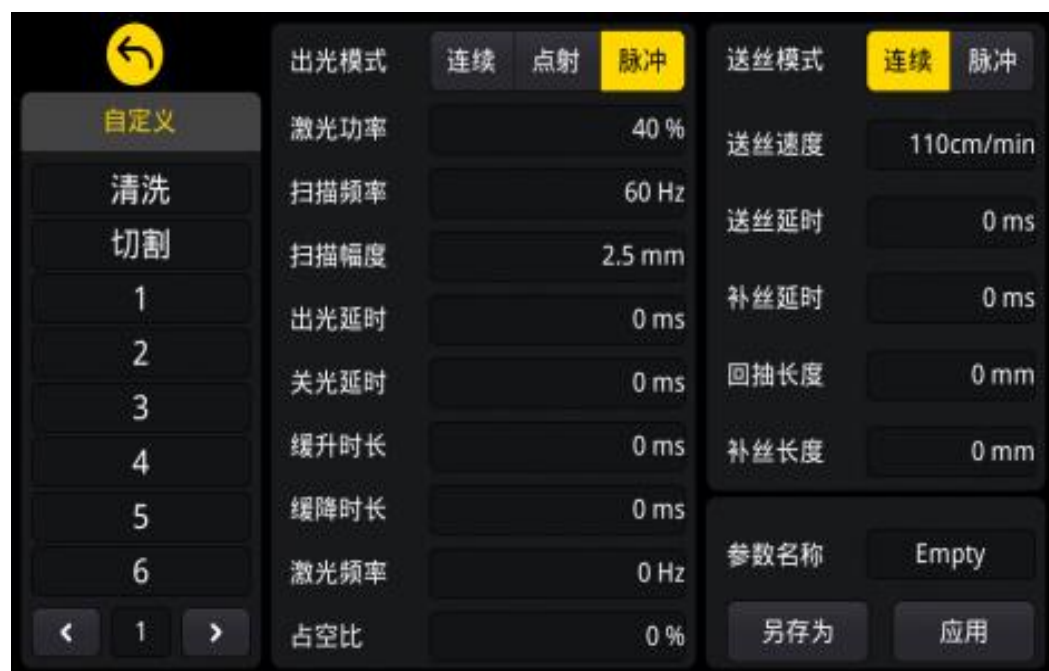 自定义
清洗
切割
1
2
3
4
5
6
1
出光模式 连续 点射 脉冲
激光功率 40 %
扫描频率 60 Hz
扫描幅度 2.5 mm
出光延时 0 ms
关光延时 0 ms
缓升时长 0 ms
缓降时长 0 ms
激光频率 0 Hz
占空比 0 %
送丝模式 连续 脉冲
送丝速度 110cm/min
送丝延时 0 ms
补丝延时 0 ms
回抽长度 0 mm
补丝长度 0 mm
参数名称 Empty
另存为 应用